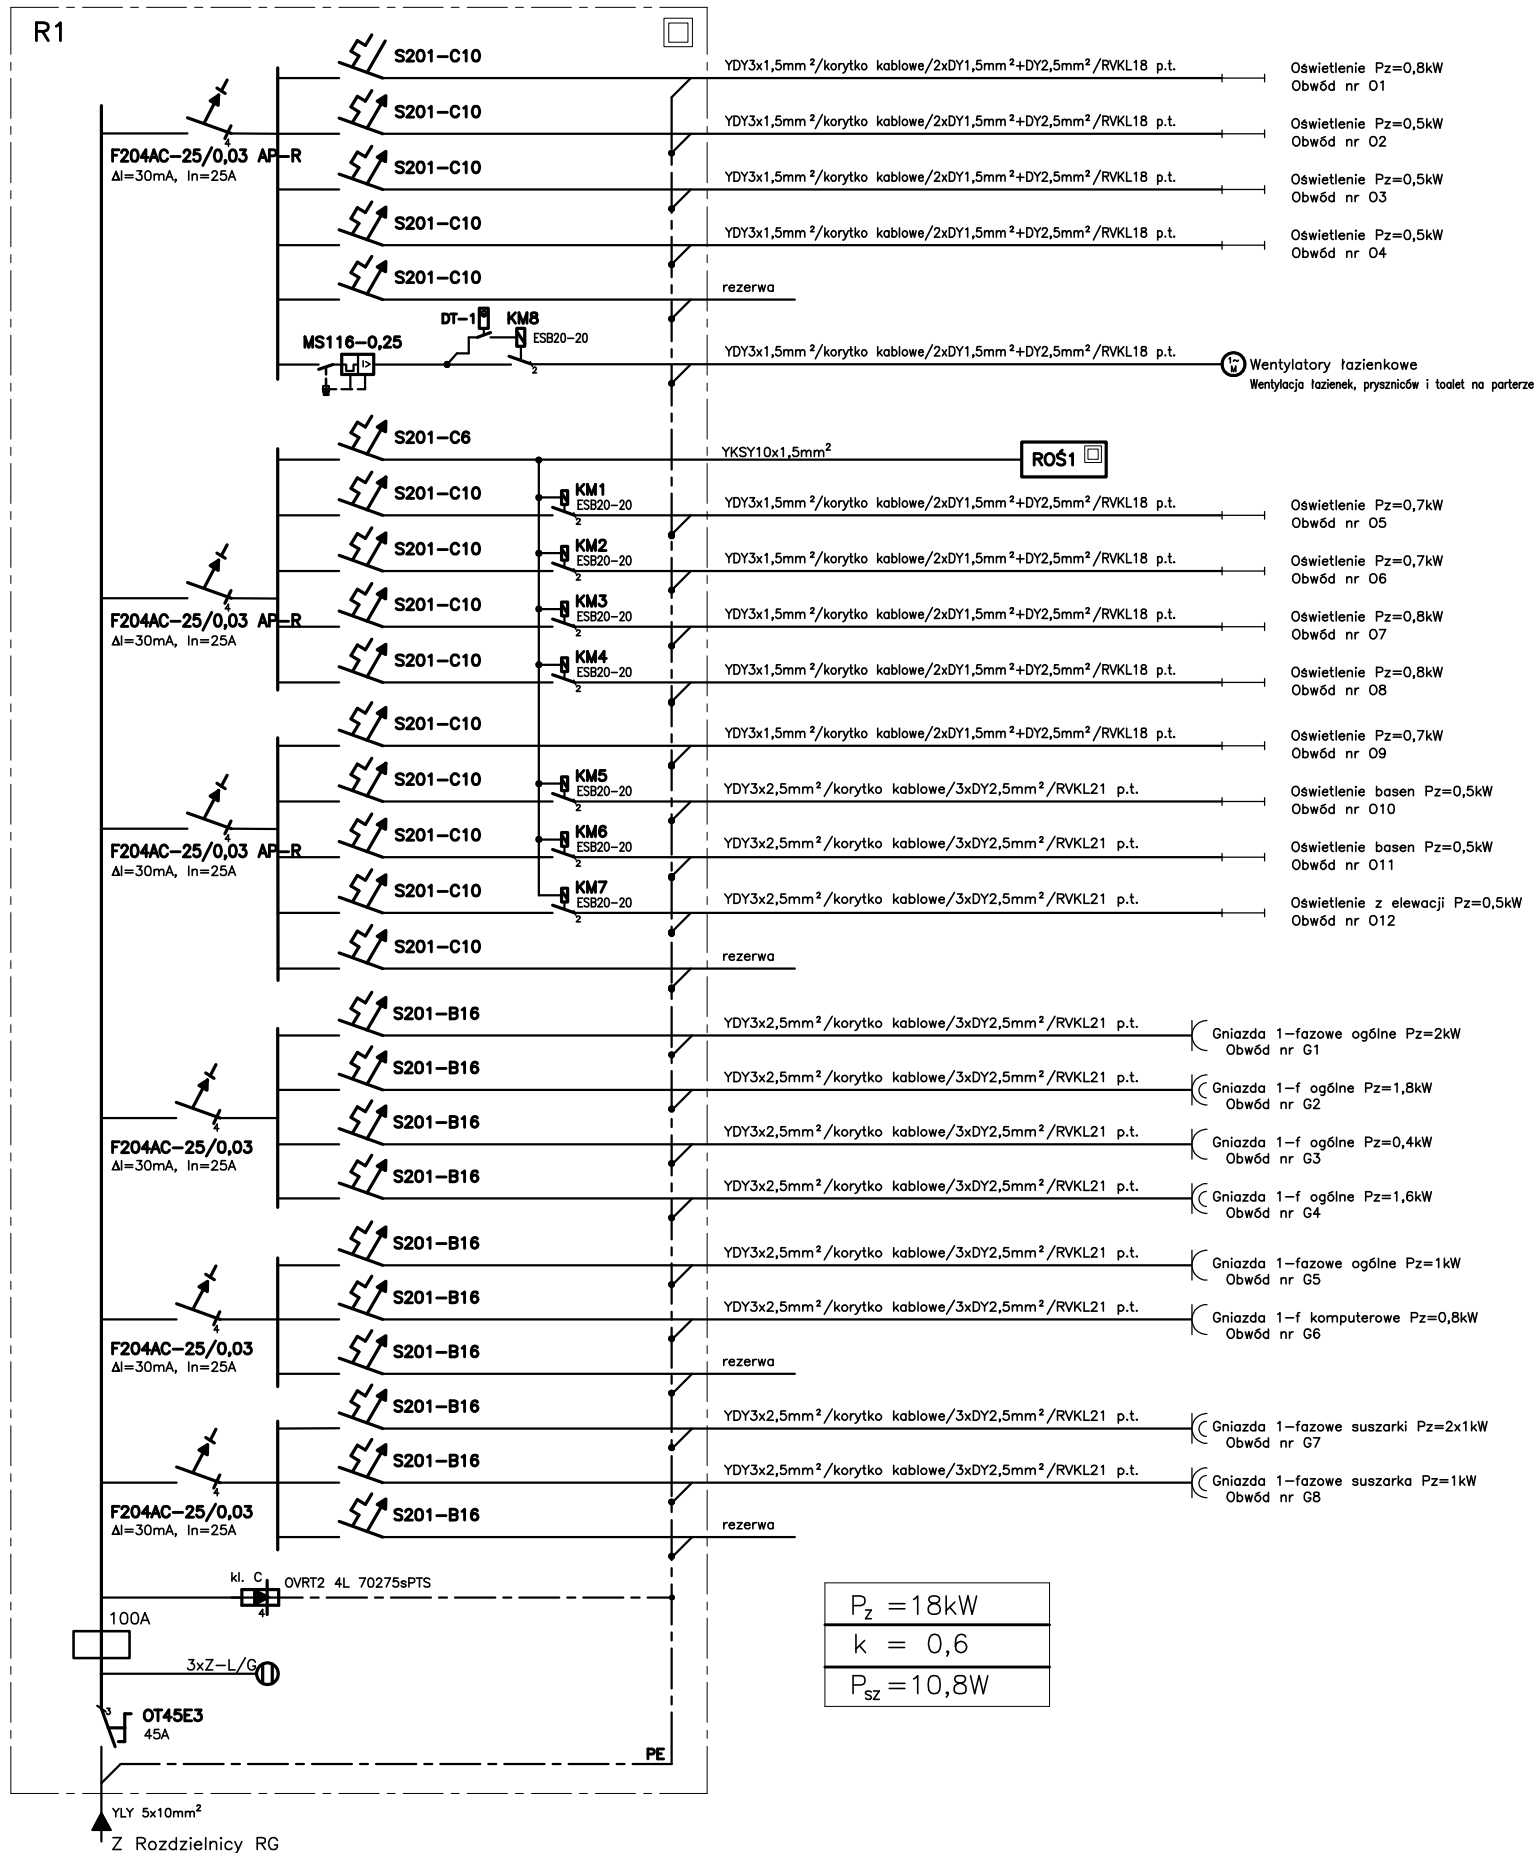 R1
S201-C10
YDY3x1,5mm²/korytko kablowe/2xDY1,5mm²+DY2,5mm²/RVKL18 p.t.
Oświetlenie Pz=0,8kW
Obwód nr O1
S201-C10
YDY3x1,5mm²/korytko kablowe/2xDY1,5mm²+DY2,5mm²/RVKL18 p.t.
Oświetlenie Pz=0,5kW
Obwód nr O2
4
F204AC-25/0,03 AP-R
ΔI=30mA, In=25A
S201-C10
YDY3x1,5mm²/korytko kablowe/2xDY1,5mm²+DY2,5mm²/RVKL18 p.t.
Oświetlenie Pz=0,5kW
Obwód nr O3
S201-C10
YDY3x1,5mm²/korytko kablowe/2xDY1,5mm²+DY2,5mm²/RVKL18 p.t.
Oświetlenie Pz=0,5kW
Obwód nr O4
S201-C10
rezerwa
DT-1
KM8
ESB20-20
MS116-0,25
I>
2
YDY3x1,5mm²/korytko kablowe/2xDY1,5mm²+DY2,5mm²/RVKL18 p.t.
1~
M
Wentylatory łazienkowe
Wentylacja łazienek, pryszniców i toalet na parterze
S201-C6
YKSY10x1,5mm²
ROŚ1
S201-C10
KM1
ESB20-20
2
YDY3x1,5mm²/korytko kablowe/2xDY1,5mm²+DY2,5mm²/RVKL18 p.t.
Oświetlenie Pz=0,7kW
Obwód nr O5
S201-C10
KM2
ESB20-20
2
YDY3x1,5mm²/korytko kablowe/2xDY1,5mm²+DY2,5mm²/RVKL18 p.t.
Oświetlenie Pz=0,7kW
Obwód nr O6
4
F204AC-25/0,03 AP-R
ΔI=30mA, In=25A
S201-C10
KM3
ESB20-20
2
YDY3x1,5mm²/korytko kablowe/2xDY1,5mm²+DY2,5mm²/RVKL18 p.t.
Oświetlenie Pz=0,8kW
Obwód nr O7
S201-C10
KM4
ESB20-20
2
YDY3x1,5mm²/korytko kablowe/2xDY1,5mm²+DY2,5mm²/RVKL18 p.t.
Oświetlenie Pz=0,8kW
Obwód nr O8
S201-C10
YDY3x1,5mm²/korytko kablowe/2xDY1,5mm²+DY2,5mm²/RVKL18 p.t.
Oświetlenie Pz=0,7kW
Obwód nr O9
S201-C10
KM5
ESB20-20
2
YDY3x2,5mm²/korytko kablowe/3xDY2,5mm²/RVKL21 p.t.
Oświetlenie basen Pz=0,5kW
Obwód nr O10
4
F204AC-25/0,03 AP-R
ΔI=30mA, In=25A
S201-C10
KM6
ESB20-20
2
YDY3x2,5mm²/korytko kablowe/3xDY2,5mm²/RVKL21 p.t.
Oświetlenie basen Pz=0,5kW
Obwód nr O11
S201-C10
KM7
ESB20-20
2
YDY3x2,5mm²/korytko kablowe/3xDY2,5mm²/RVKL21 p.t.
Oświetlenie z elewacji Pz=0,5kW
Obwód nr O12
S201-C10
rezerwa
S201-B16
YDY3x2,5mm²/korytko kablowe/3xDY2,5mm²/RVKL21 p.t.
Gniazda 1-fazowe ogólne Pz=2kW
Obwód nr G1
S201-B16
YDY3x2,5mm²/korytko kablowe/3xDY2,5mm²/RVKL21 p.t.
Gniazda 1-f ogólne Pz=1,8kW
Obwód nr G2
4
F204AC-25/0,03
ΔI=30mA, In=25A
S201-B16
YDY3x2,5mm²/korytko kablowe/3xDY2,5mm²/RVKL21 p.t.
Gniazda 1-f ogólne Pz=0,4kW
Obwód nr G3
S201-B16
YDY3x2,5mm²/korytko kablowe/3xDY2,5mm²/RVKL21 p.t.
Gniazda 1-f ogólne Pz=1,6kW
Obwód nr G4
S201-B16
YDY3x2,5mm²/korytko kablowe/3xDY2,5mm²/RVKL21 p.t.
Gniazda 1-fazowe ogólne Pz=1kW
Obwód nr G5
S201-B16
YDY3x2,5mm²/korytko kablowe/3xDY2,5mm²/RVKL21 p.t.
Gniazda 1-f komputerowe Pz=0,8kW
Obwód nr G6
4
F204AC-25/0,03
ΔI=30mA, In=25A
S201-B16
rezerwa
S201-B16
YDY3x2,5mm²/korytko kablowe/3xDY2,5mm²/RVKL21 p.t.
Gniazda 1-fazowe suszarki Pz=2x1kW
Obwód nr G7
S201-B16
YDY3x2,5mm²/korytko kablowe/3xDY2,5mm²/RVKL21 p.t.
Gniazda 1-fazowe suszarka Pz=1kW
Obwód nr G8
4
F204AC-25/0,03
ΔI=30mA, In=25A
S201-B16
rezerwa
kl. C
OVRT2 4L 70275sPTS
4
100A
3xZ-L/G
Pz =18kW
k = 0,6
Psz =10,8W
3
OT45E3
45A
PE
YLY 5x10mm²
Z Rozdzielnicy RG